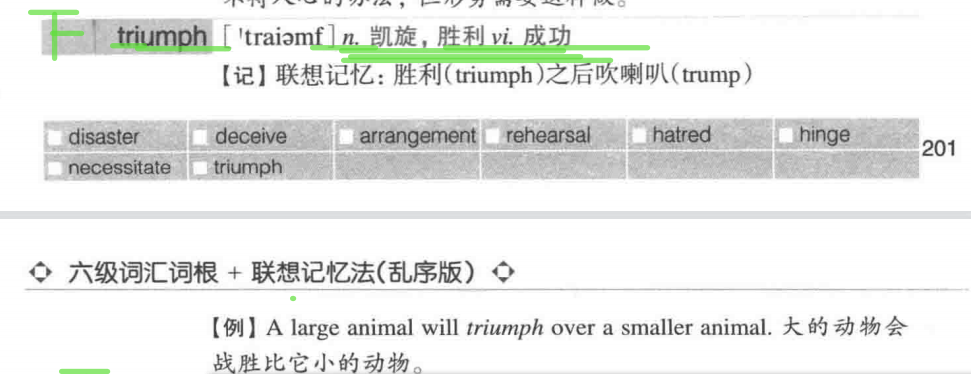 triumph [ˈtraiəmf] n. 凯旋，胜利 vi. 成功
【记】联想记忆：胜利(triumph)之后吹喇叭(trump)
disaster deceive arrangement rehearsal hatred hinge
201
necessitate triumph
六级词汇词根 + 联想记忆法(乱序版)
【例】A large animal will triumph over a smaller animal. 大的动物会
战胜比它小的动物。